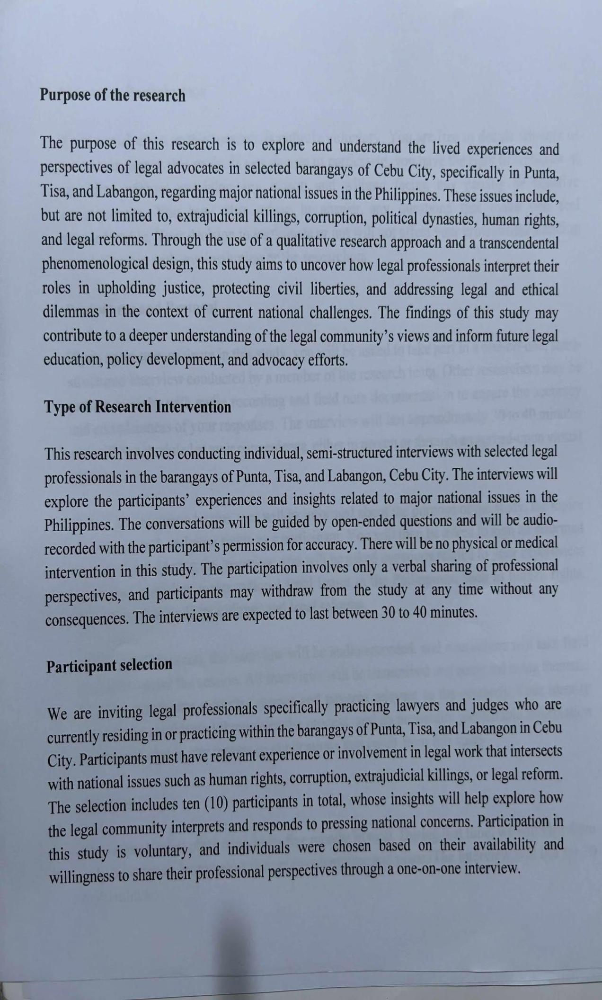 Purpose of the research
The purpose of this research is to explore and understand the lived experiences and
perspectives of legal advocates in selected barangays of Cebu City, specifically in Punta,
Tisa, and Labangon, regarding major national issues in the Philippines. These issues include,
but are not limited to, extrajudicial killings, corruption, political dynasties, human rights,
and legal reforms. Through the use of a qualitative research approach and a transcendental
phenomenological design, this study aims to uncover how legal professionals interpret their
roles in upholding justice, protecting civil liberties, and addressing legal and ethical
dilemmas in the context of current national challenges. The findings of this study may
contribute to a deeper understanding of the legal community’s views and inform future legal
education, policy development, and advocacy efforts.
Type of Research Intervention
This research involves conducting individual, semi-structured interviews with selected legal
professionals in the barangays of Punta, Tisa, and Labangon, Cebu City. The interviews will
explore the participants’ experiences and insights related to major national issues in the
Philippines. The conversations will be guided by open-ended questions and will be audio-
recorded with the participant’s permission for accuracy. There will be no physical or medical
intervention in this study. The participation involves only a verbal sharing of professional
perspectives, and participants may withdraw from the study at any time without any
consequences. The interviews are expected to last between 30 to 40 minutes.
Participant selection
We are inviting legal professionals specifically practicing lawyers and judges who are
currently residing in or practicing within the barangays of Punta, Tisa, and Labangon in Cebu
City. Participants must have relevant experience or involvement in legal work that intersects
with national issues such as human rights, corruption, extrajudicial killings, or legal reform.
The selection includes ten (10) participants in total, whose insights will help explore how
the legal community interprets and responds to pressing national concerns. Participation in
this study is voluntary, and individuals were chosen based on their availability and
willingness to share their professional perspectives through a one-on-one interview.